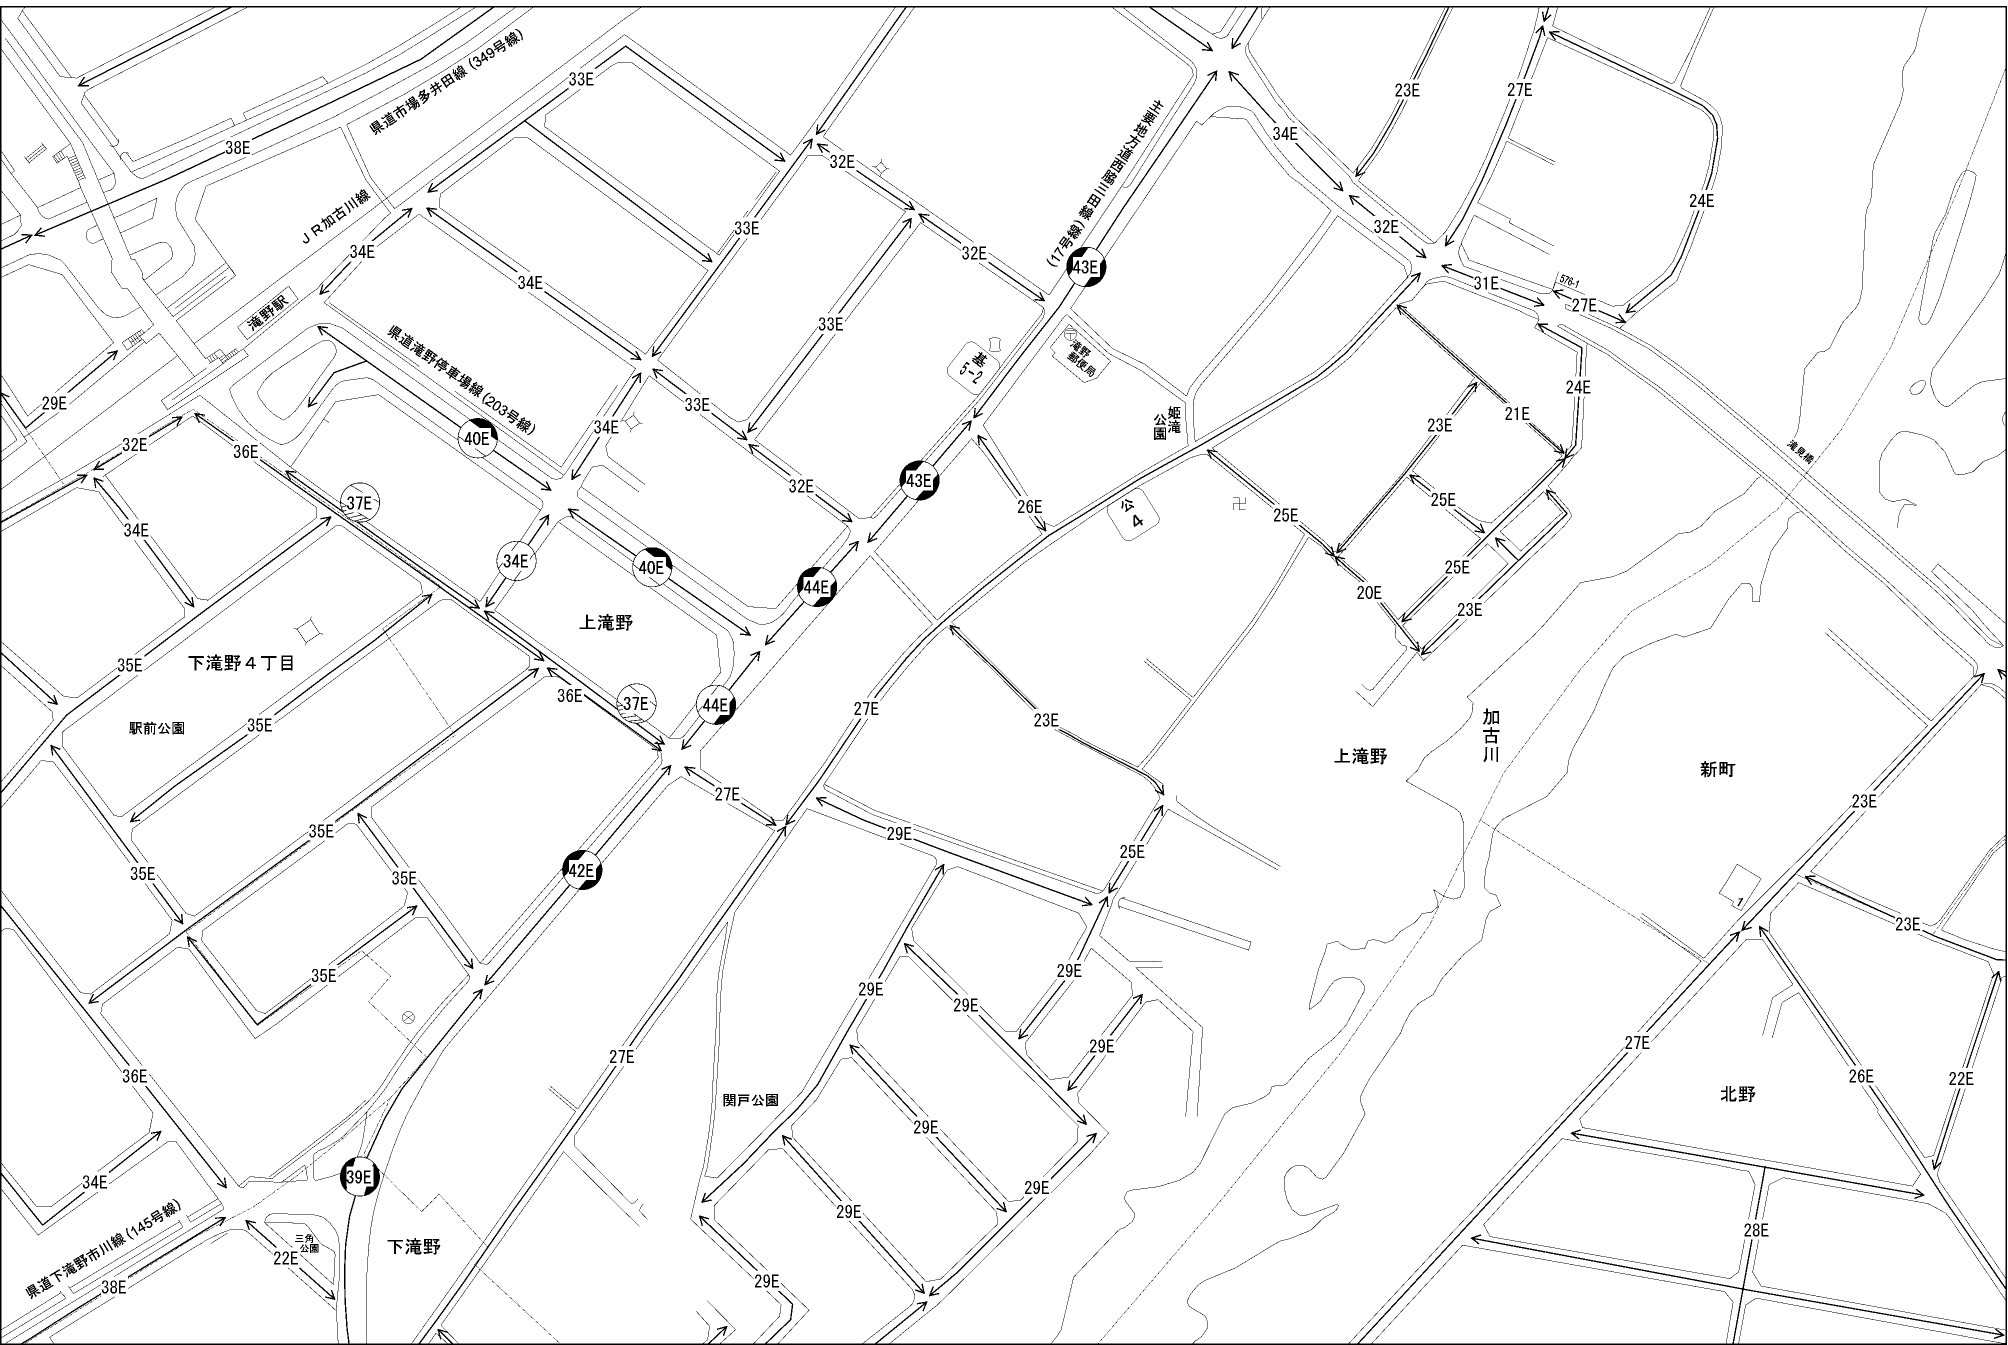 県道市場多井田線 (349号線)
33E
23E
27E
主要地方道西脇三田線 (17号線)
38E
34E
32E
24E
ＪＲ加古川線
34E
33E
32E
32E
34E
32E
43E
31E
576-1
27E
滝野駅
県道滝野停車場線 (203号線)
33E
基
5-2
滝野
郵便局
24E
29E
33E
姫滝
公園
21E
23E
32E
36E
40E
34E
滝見橋
37E
43E
32E
26E
公
4
25E
25E
34E
34E
40E
44E
25E
20E
23E
上滝野
下滝野４丁目
35E
36E
37E
44E
27E
23E
加古川
駅前公園
35E
上滝野
新町
27E
29E
23E
35E
25E
35E
35E
42E
1
23E
35E
29E
29E
29E
27E
29E
27E
36E
26E
22E
関戸公園
北野
29E
39E
34E
29E
29E
県道下滝野市川線 (145号線)
三角
公園
22E
下滝野
28E
38E
29E